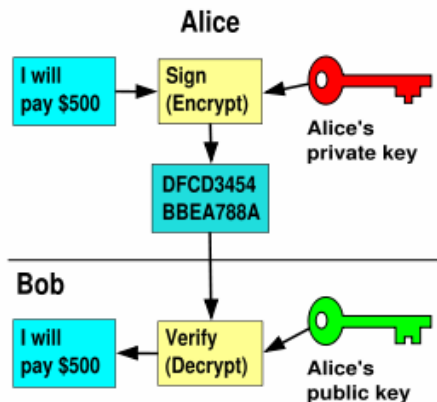 Alice
I will
pay $500
Sign
(Encrypt)
Alice's
private key
DFCD3454
BBEA788A
Bob
I will
pay $500
Verify
(Decrypt)
Alice's
public key